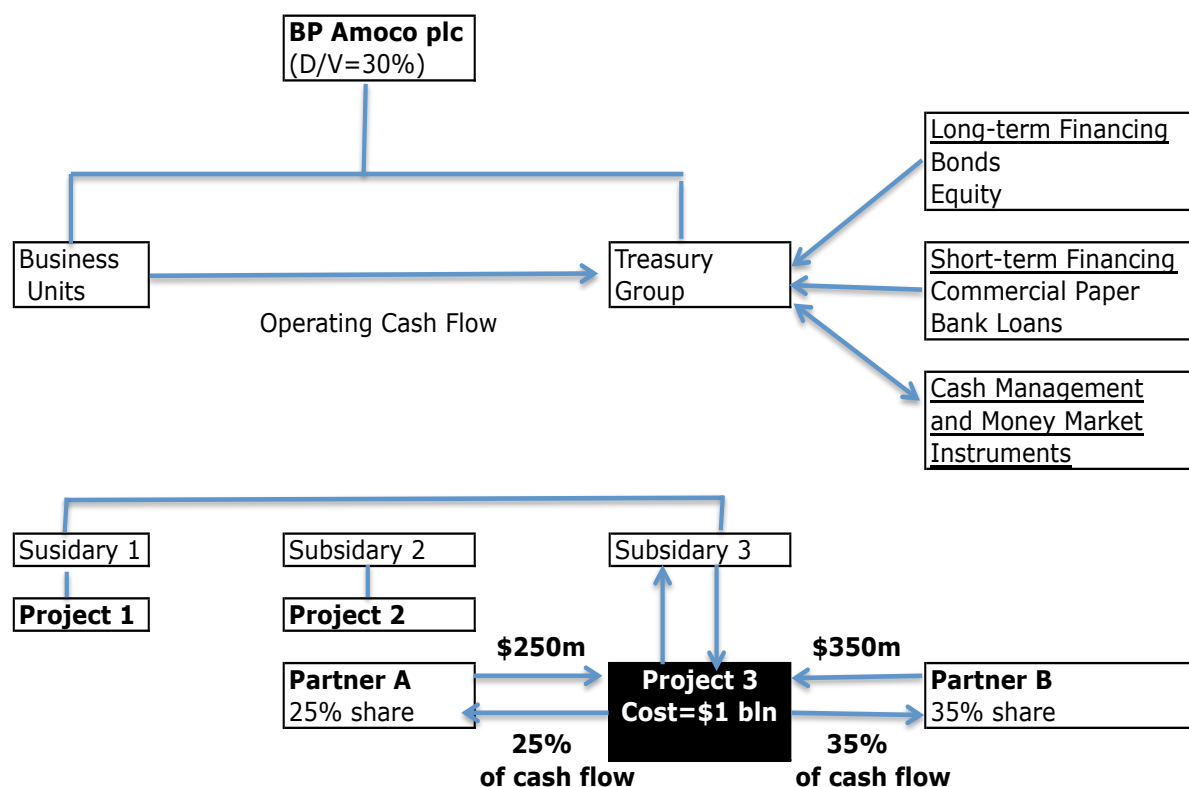 BP Amoco plc
(D/V=30%)
Long-term Financing
Bonds
Equity
Business
Units
Treasury
Group
Short-term Financing
Commercial Paper
Bank Loans
Operating Cash Flow
Cash Management
and Money Market
Instruments
Susidary 1
Subsidary 2
Subsidary 3
Project 1
Project 2
$250m
$350m
Partner A
25% share
Project 3
Cost=$1 bln
Partner B
35% share
25%
of cash flow
35%
of cash flow